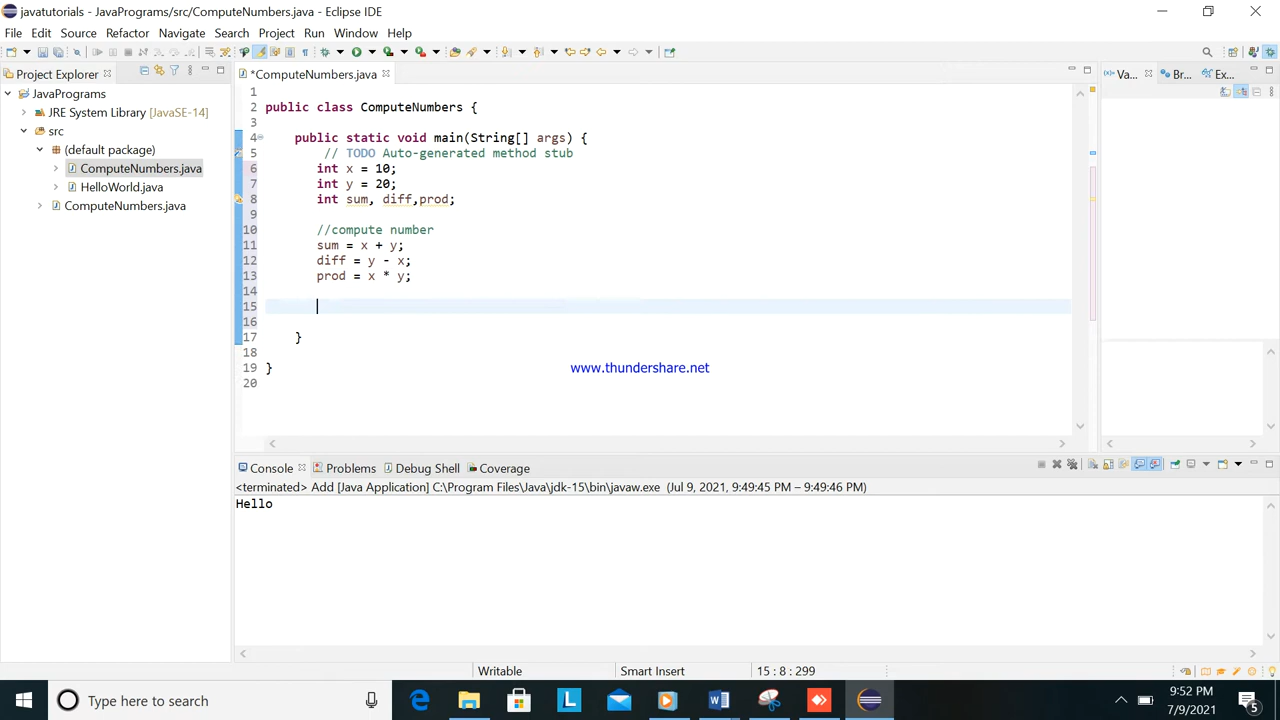 javatutorials - JavaPrograms/src/ComputeNumbers.java - Eclipse IDE
File Edit Source Refactor Navigate Search Project Run Window Help
Project Explorer
*ComputeNumbers.java
Va...
Br...
Ex...
JavaPrograms
JRE System Library [JavaSE-14]
src
(default package)
ComputeNumbers.java
HelloWorld.java
ComputeNumbers.java
1
2 public class ComputeNumbers {
3
4 public static void main(String[] args) {
5 // TODO Auto-generated method stub
6 int x = 10;
7 int y = 20;
8 int sum, diff,prod;
9
10 //compute number
11 sum = x + y;
12 diff = y - x;
13 prod = x * y;
14
15
16
17 }
18
19 }
20
www.thundershare.net
Console Problems Debug Shell Coverage
<terminated> Add [Java Application] C:\Program Files\Java\jdk-15\bin\javaw.exe (Jul 9, 2021, 9:49:45 PM – 9:49:46 PM)
Hello
Writable Smart Insert 15 : 8 : 299
Type here to search
9:52 PM
7/9/2021
5